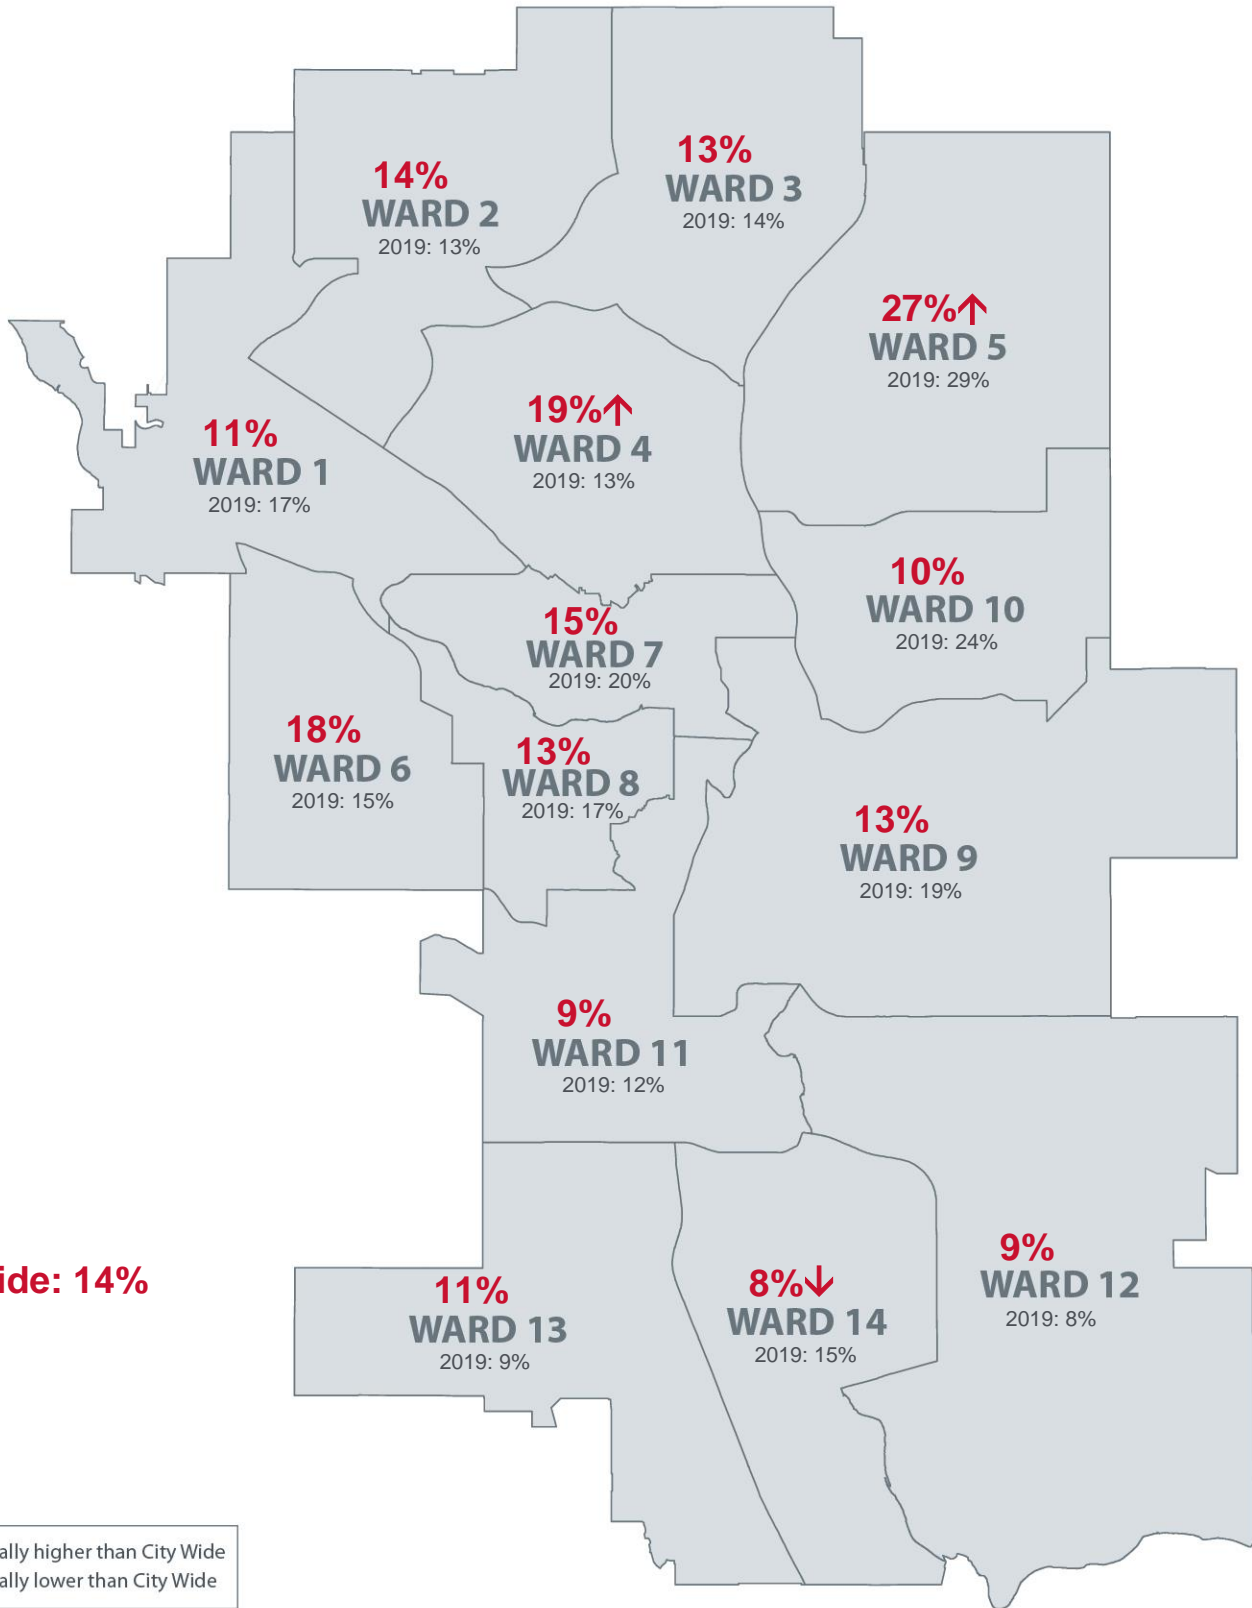 13%
WARD 3
2019: 14%
14%
WARD 2
2019: 13%
27%↑
WARD 5
2019: 29%
19%↑
WARD 4
2019: 13%
11%
WARD 1
2019: 17%
10%
WARD 10
2019: 24%
15%
WARD 7
2019: 20%
18%
WARD 6
2019: 15%
13%
WARD 8
2019: 17%
13%
WARD 9
2019: 19%
9%
WARD 11
2019: 12%
9%
WARD 12
2019: 8%
11%
WARD 13
2019: 9%
8%↓
WARD 14
2019: 15%
ide: 14%
ally higher than City Wide
ally lower than City Wide